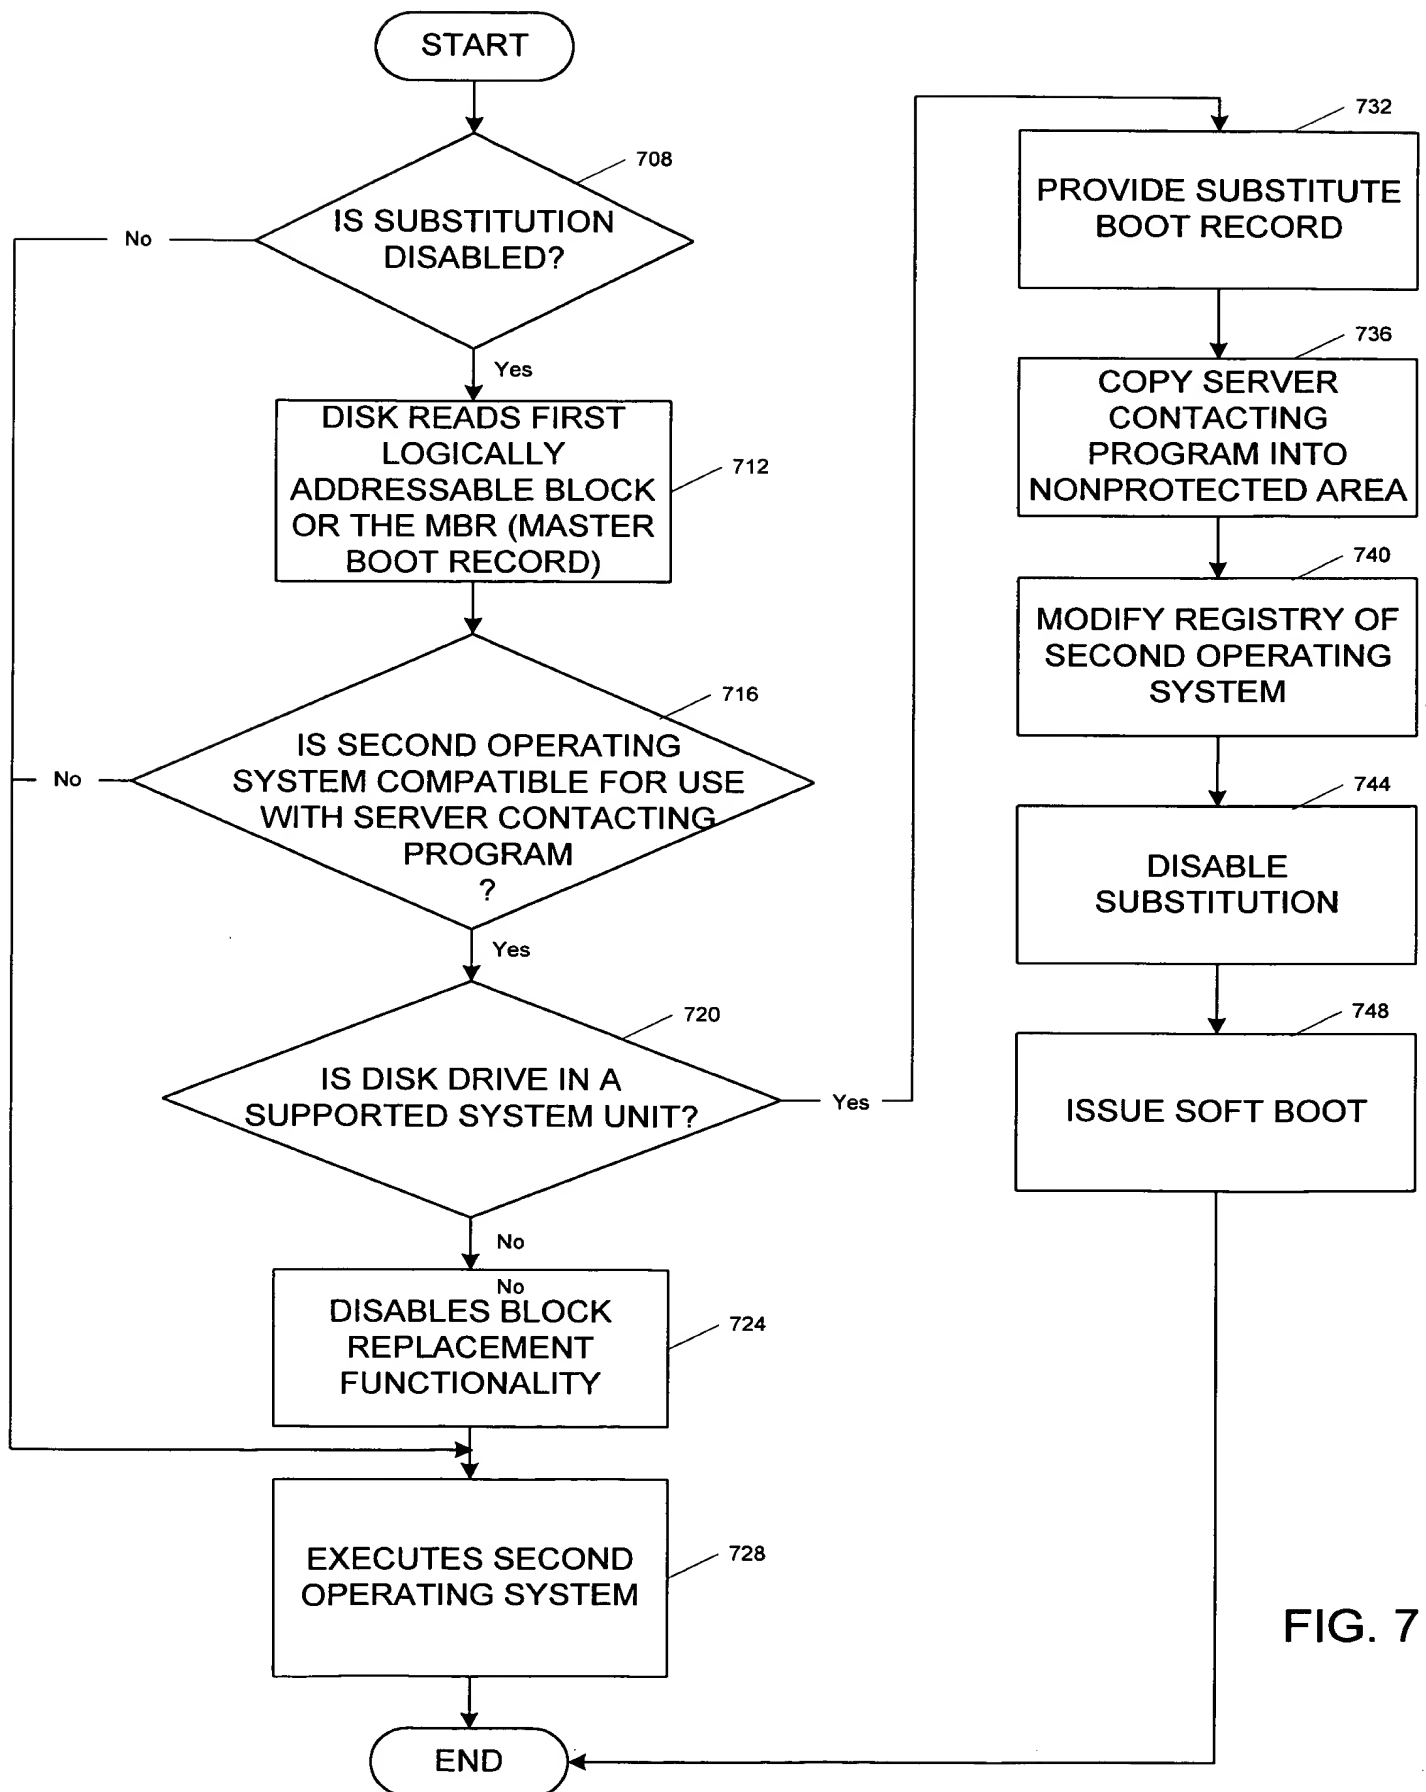 START
708
IS SUBSTITUTION
DISABLED?
No
Yes
DISK READS FIRST
LOGICALLY
ADDRESSABLE BLOCK
OR THE MBR (MASTER
BOOT RECORD)
712
716
IS SECOND OPERATING
SYSTEM COMPATIBLE FOR USE
WITH SERVER CONTACTING
PROGRAM
?
No
Yes
720
IS DISK DRIVE IN A
SUPPORTED SYSTEM UNIT?
Yes
No
No
DISABLES BLOCK
REPLACEMENT
FUNCTIONALITY
724
EXECUTES SECOND
OPERATING SYSTEM
728
END
732
PROVIDE SUBSTITUTE
BOOT RECORD
736
COPY SERVER
CONTACTING
PROGRAM INTO
NONPROTECTED AREA
740
MODIFY REGISTRY OF
SECOND OPERATING
SYSTEM
744
DISABLE
SUBSTITUTION
748
ISSUE SOFT BOOT
FIG. 7